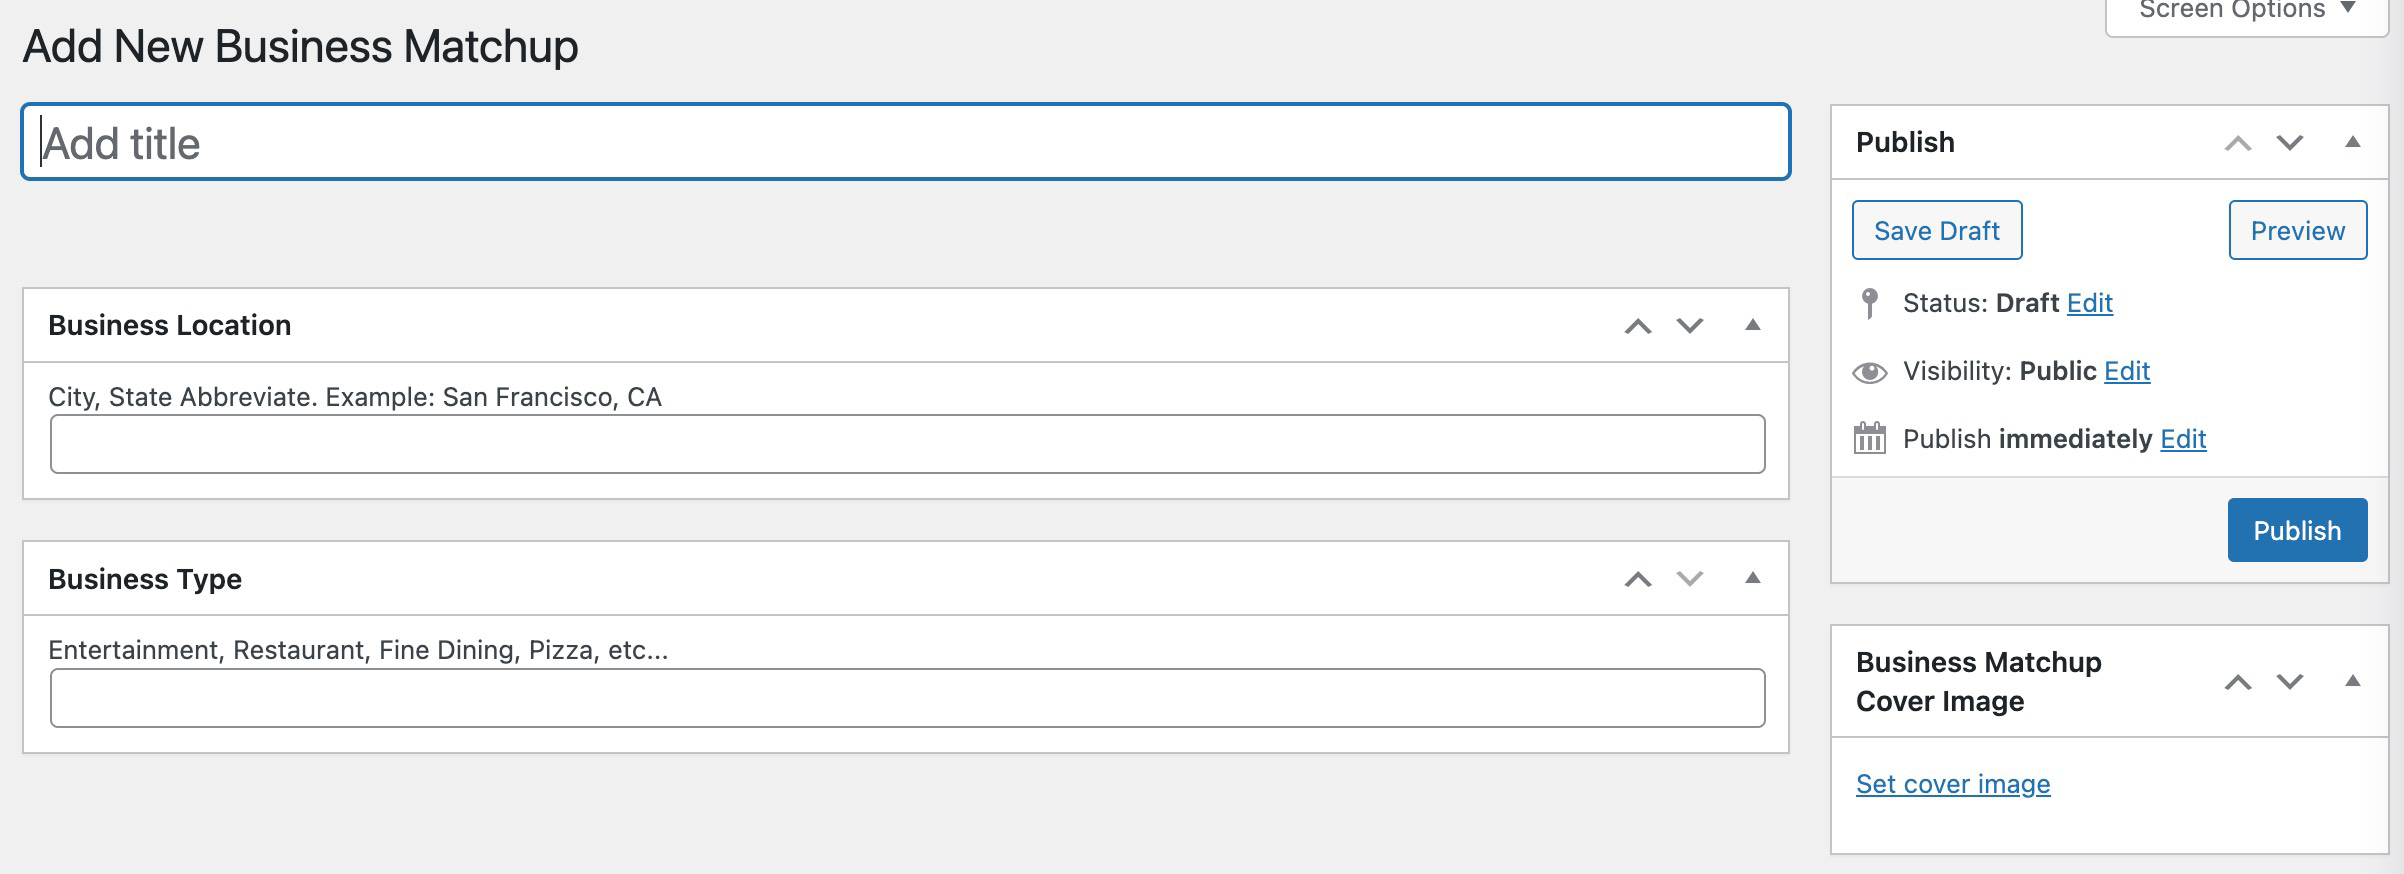 Screen Options
Add New Business Matchup
Add title
Business Location
City, State Abbreviate. Example: San Francisco, CA
Business Type
Entertainment, Restaurant, Fine Dining, Pizza, etc...
Publish
Save Draft
Preview
Status: Draft Edit
Visibility: Public Edit
Publish immediately Edit
Publish
Business Matchup
Cover Image
Set cover image